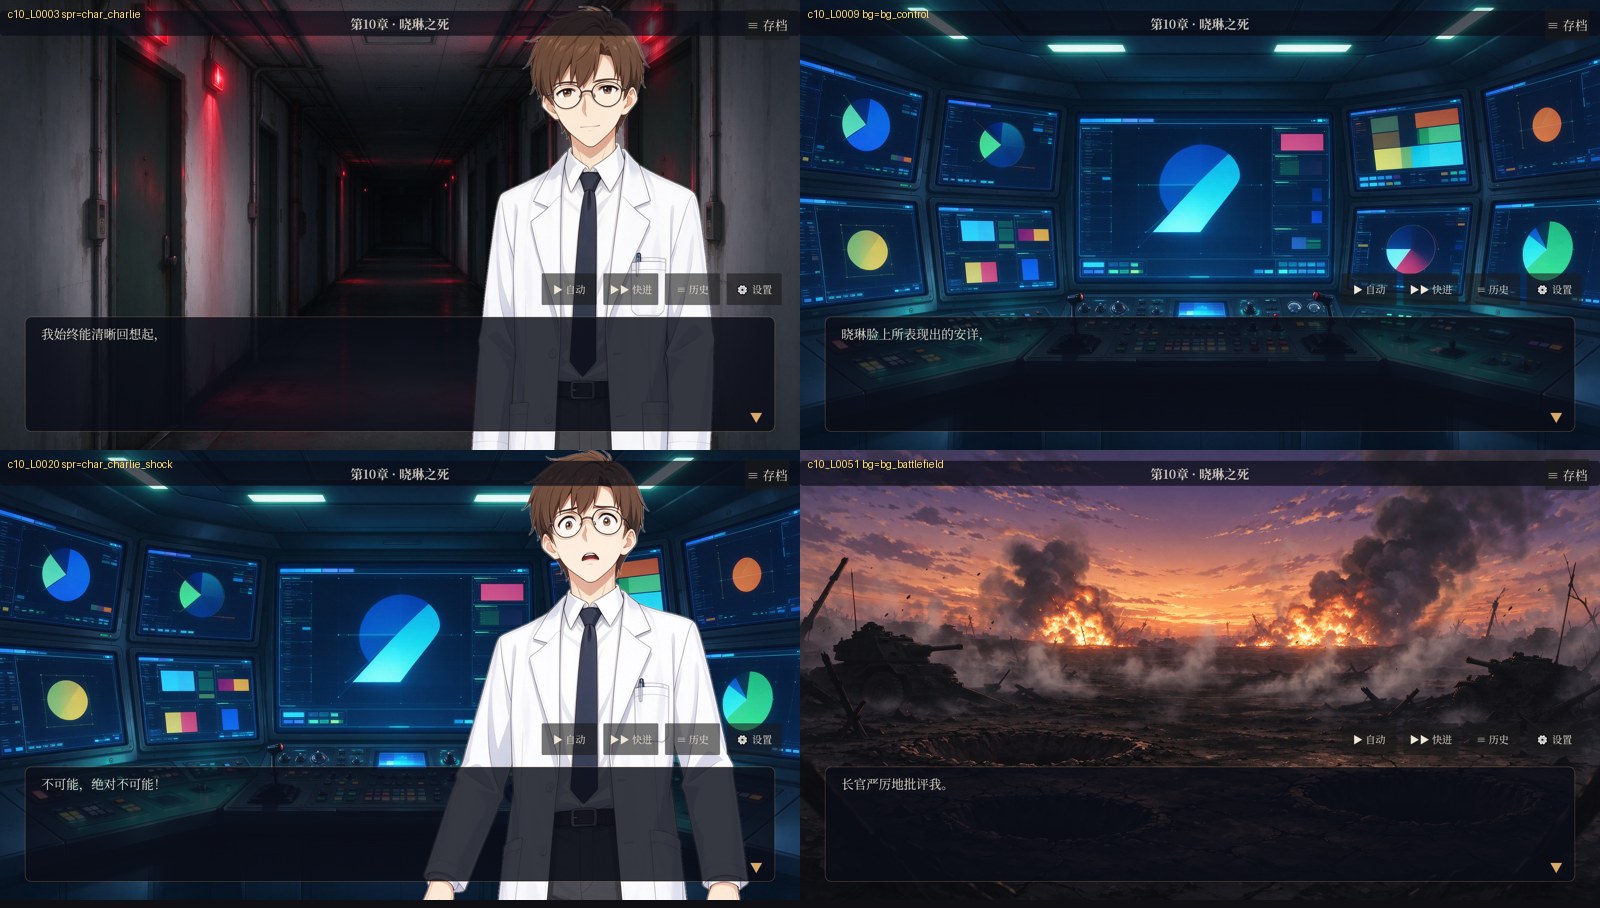 c10_L0003 spr=char_charlie
第10章 · 晓琳之死
≡ 存档
▶ 自动 ▶▶ 快进 ≡ 历史 设置
我始终能清晰回想起，
c10_L0009 bg=bg_control
第10章 · 晓琳之死
≡ 存档
▶ 自动 ▶▶ 快进 ≡ 历史 设置
晓琳脸上所表现出的安详，
c10_L0020 spr=char_charlie_shock
第10章 · 晓琳之死
≡ 存档
▶ 自动 ▶▶ 快进 ≡ 历史 设置
不可能，绝对不可能！
c10_L0051 bg=bg_battlefield
第10章 · 晓琳之死
≡ 存档
▶ 自动 ▶▶ 快进 ≡ 历史 设置
长官严厉地批评我。